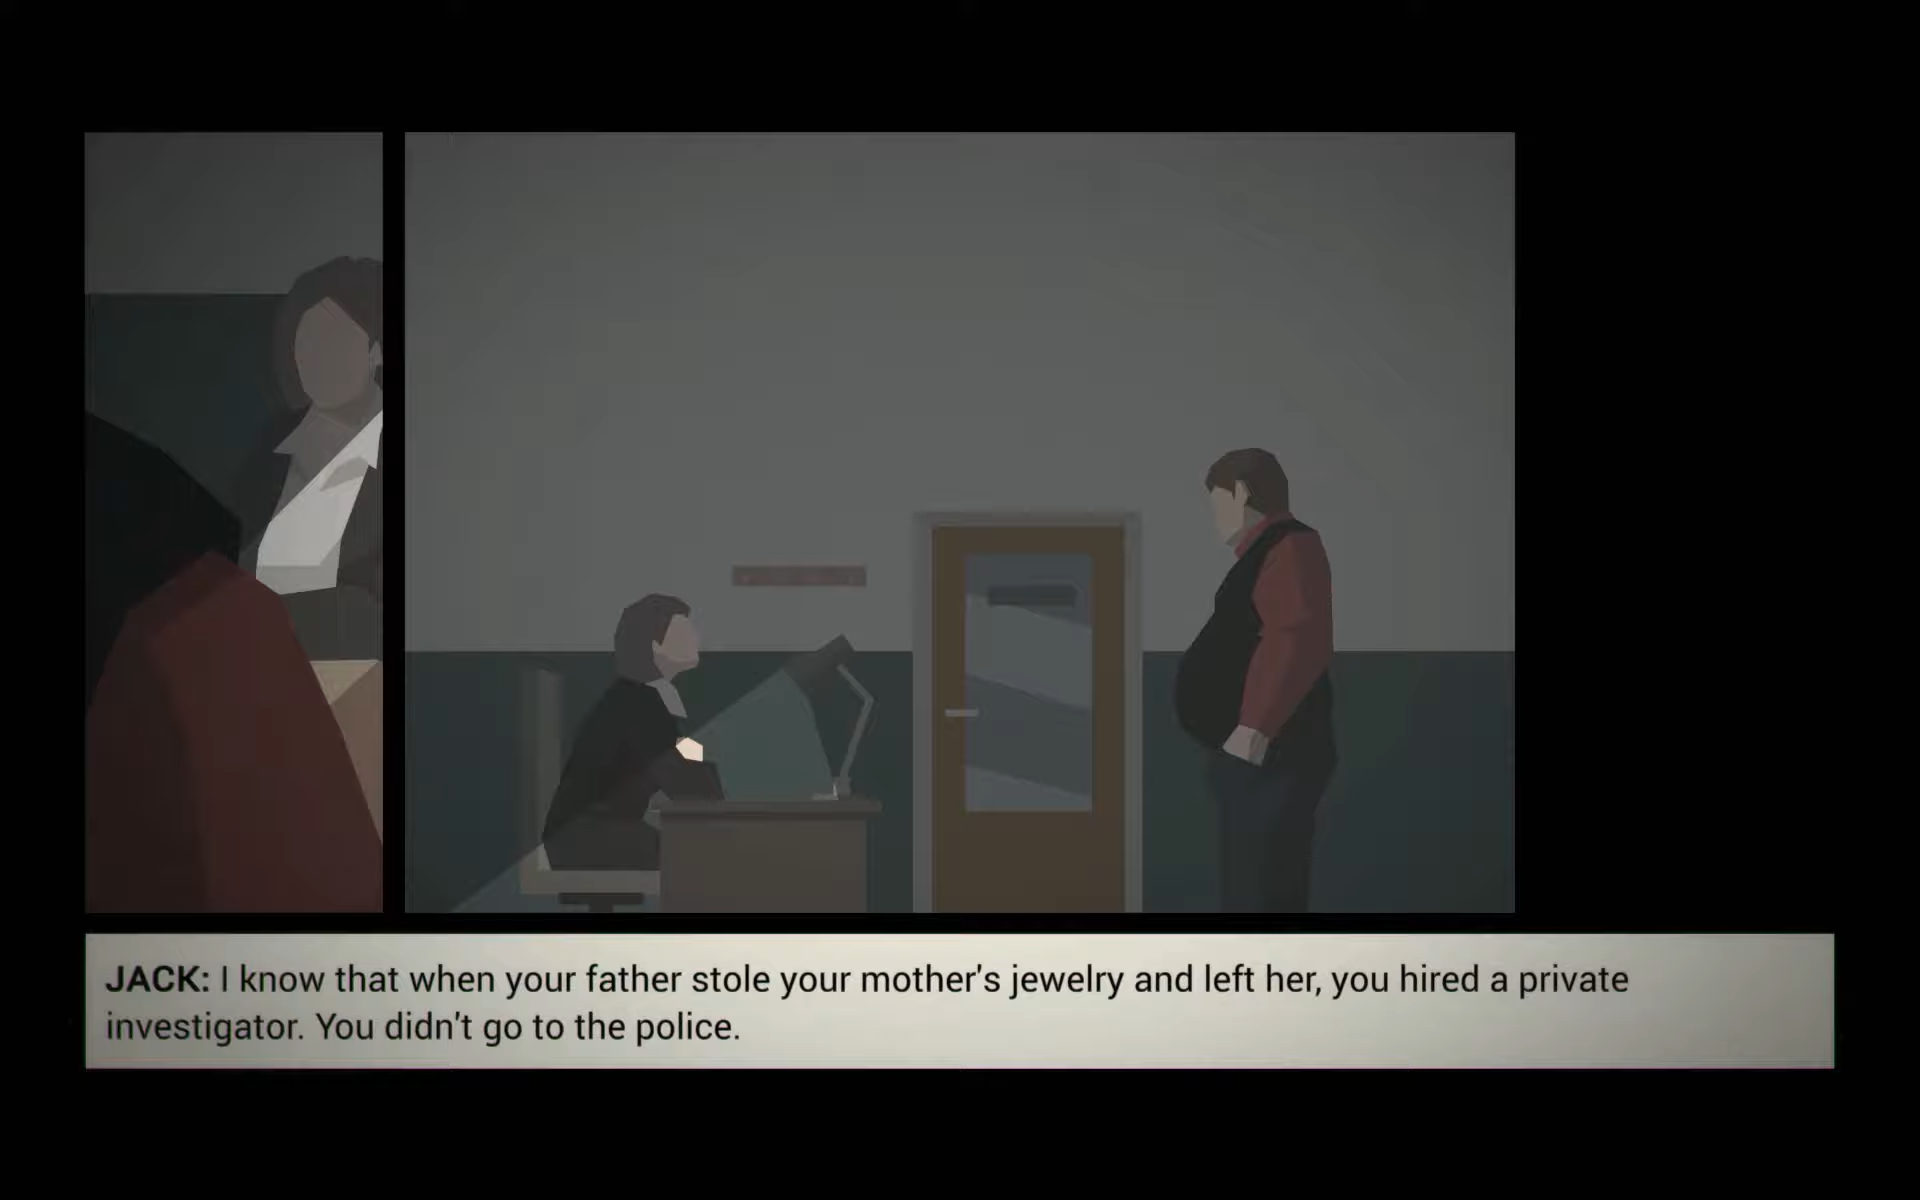 JACK: I know that when your father stole your mother's jewelry and left her, you hired a private
investigator. You didn't go to the police.